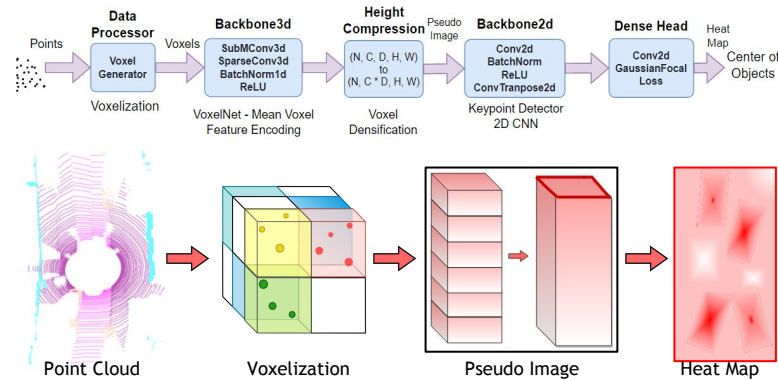 Data
Processor
Backbone3d
Height
Compression
Pseudo
Image
Backbone2d
Dense Head
Heat
Map
Points
Voxel
Generator
Voxels
SubMConv3d
SparseConv3d
BatchNorm1d
ReLU
(N, C, D, H, W)
to
(N, C * D, H, W)
Conv2d
BatchNorm
ReLU
ConvTranpose2d
Conv2d
GaussianFocal
Loss
Center of
Objects
Voxelization
VoxelNet - Mean Voxel
Feature Encoding
Voxel
Densification
Keypoint Detector
2D CNN
Point Cloud
Voxelization
Pseudo Image
Heat Map